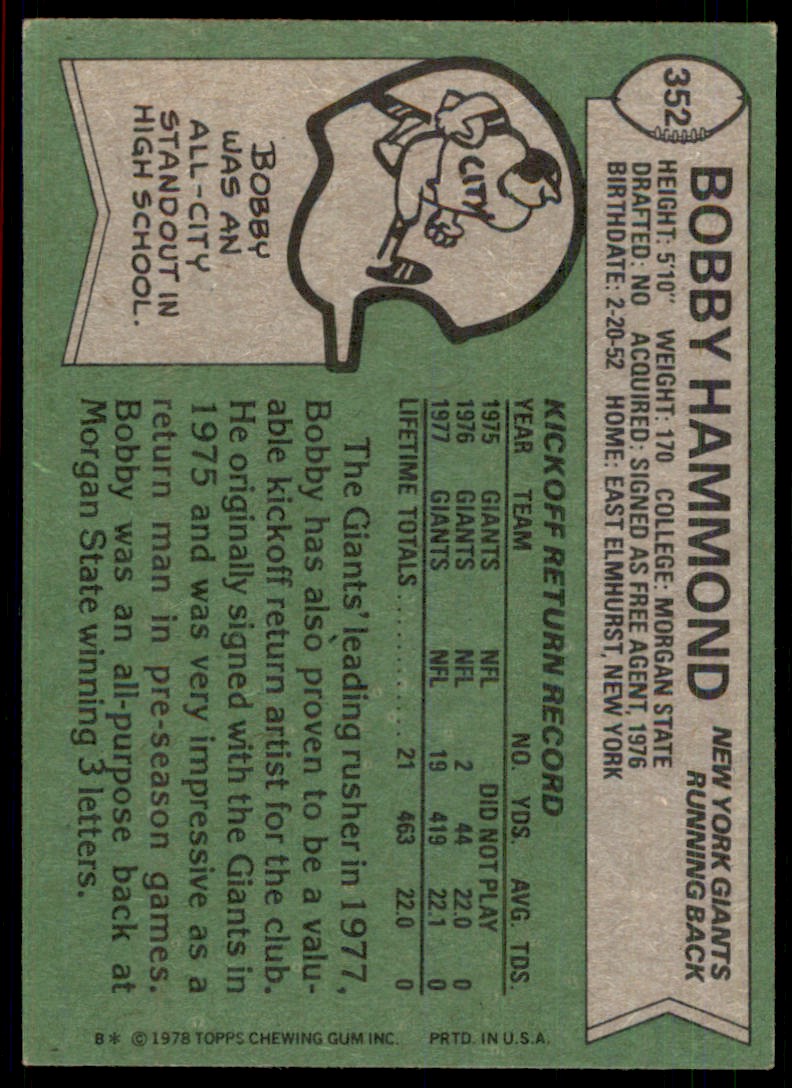 352
BOBBY HAMMOND
NEW YORK GIANTS
RUNNING BACK
HEIGHT: 5'10" WEIGHT: 170 COLLEGE: MORGAN STATE
DRAFTED: NO ACQUIRED: SIGNED AS FREE AGENT, 1976
BIRTHDATE: 2-20-52 HOME: EAST ELMHURST, NEW YORK
CITY
BOBBY
WAS AN
ALL-CITY
STANDOUT IN
HIGH SCHOOL.
KICKOFF RETURN RECORD
YEAR TEAM NO. YDS. AVG. TDS.
1975 GIANTS NFL DID NOT PLAY
1976 GIANTS NFL 2 44 22.0 0
1977 GIANTS NFL 19 419 22.1 0
LIFETIME TOTALS .......... 21 463 22.0 0
The Giants' leading rusher in 1977,
Bobby has also proven to be a valu-
able kickoff return artist for the club.
He originally signed with the Giants in
1975 and was very impressive as a
return man in pre-season games.
Bobby was an all-purpose back at
Morgan State winning 3 letters.
B* © 1978 TOPPS CHEWING GUM INC. PRTD. IN U.S.A.